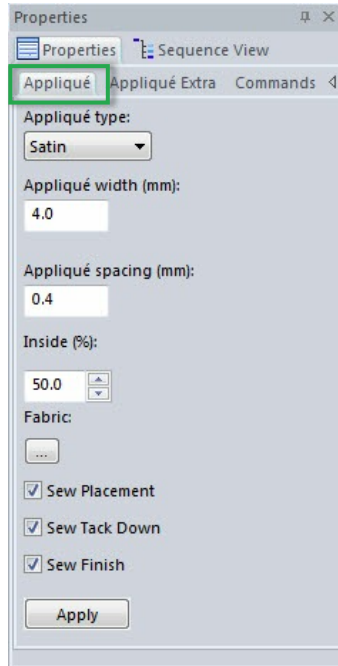 Properties
Properties Sequence View
Appliqué Appliqué Extra Commands
Appliqué type:
Satin
Appliqué width (mm):
4.0
Appliqué spacing (mm):
0.4
Inside (%):
50.0
Fabric:
...
Sew Placement
Sew Tack Down
Sew Finish
Apply